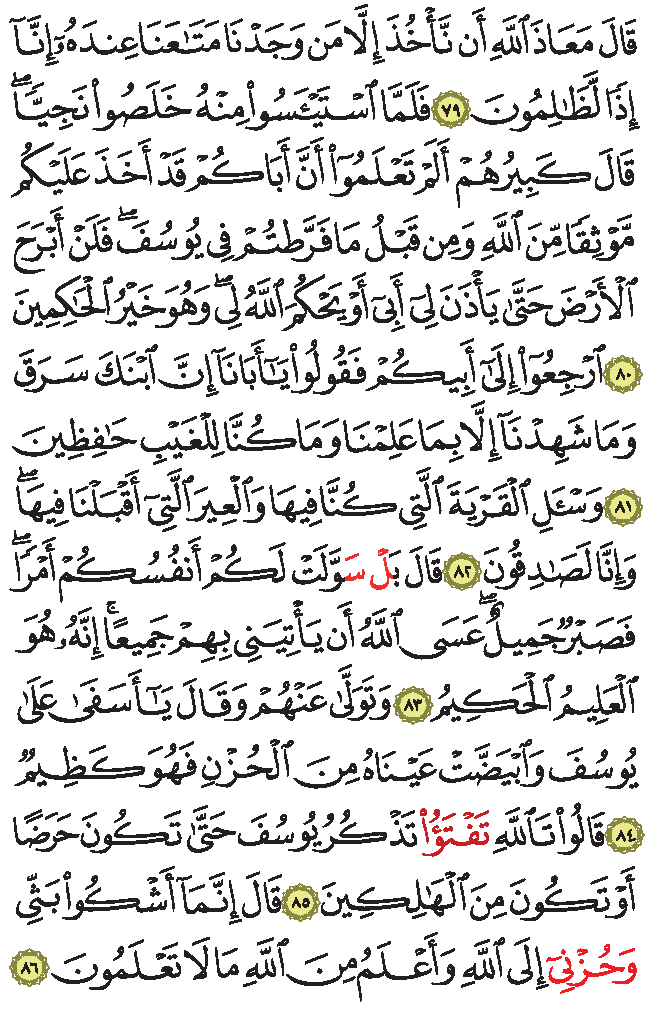 قَالَ مَعَاذَ ٱللَّهِ أَن نَّأْخُذَ إِلَّا مَن وَجَدْنَا مَتَٰعَنَا عِندَهُۥٓ إِنَّآ
إِذًا لَّظَٰلِمُونَ ٧٩ فَلَمَّا ٱسْتَيْـَٔسُوا۟ مِنْهُ خَلَصُوا۟ نَجِيًّا ۖ
قَالَ كَبِيرُهُمْ أَلَمْ تَعْلَمُوٓا۟ أَنَّ أَبَاكُمْ قَدْ أَخَذَ عَلَيْكُم
مَّوْثِقًا مِّنَ ٱللَّهِ وَمِن قَبْلُ مَا فَرَّطتُمْ فِي يُوسُفَ ۖ فَلَنْ أَبْرَحَ
ٱلْأَرْضَ حَتَّىٰ يَأْذَنَ لِىٓ أَبِىٓ أَوْ يَحْكُمَ ٱللَّهُ لِى ۖ وَهُوَ خَيْرُ ٱلْحَاكِمِينَ
٨٠ ٱرْجِعُوٓا۟ إِلَىٰٓ أَبِيكُمْ فَقُولُوا۟ يَـٰٓأَبَانَآ إِنَّ ٱبْنَكَ سَرَقَ
وَمَا شَهِدْنَآ إِلَّا بِمَا عَلِمْنَا وَمَا كُنَّا لِلْغَيْبِ حَٰفِظِينَ
٨١ وَسْـَٔلِ ٱلْقَرْيَةَ ٱلَّتِى كُنَّا فِيهَا وَٱلْعِيرَ ٱلَّتِىٓ أَقْبَلْنَا فِيهَا ۖ
وَإِنَّا لَصَادِقُونَ ٨٢ قَالَ بَلْ سَوَّلَتْ لَكُمْ أَنفُسُكُمْ أَمْرًا ۖ
فَصَبْرٌ جَمِيلٌ ۖ عَسَى ٱللَّهُ أَن يَأْتِيَنِى بِهِمْ جَمِيعًا ۚ إِنَّهُۥ هُوَ
ٱلْعَلِيمُ ٱلْحَكِيمُ ٨٣ وَتَوَلَّىٰ عَنْهُمْ وَقَالَ يَـٰٓأَسَفَىٰ عَلَىٰ
يُوسُفَ وَٱبْيَضَّتْ عَيْنَاهُ مِنَ ٱلْحُزْنِ فَهُوَ كَظِيمٌ
٨٤ قَالُوا۟ تَٱللَّهِ تَفْتَؤُا۟ تَذْكُرُ يُوسُفَ حَتَّىٰ تَكُونَ حَرَضًا
أَوْ تَكُونَ مِنَ ٱلْهَٰلِكِينَ ٨٥ قَالَ إِنَّمَآ أَشْكُوا۟ بَثِّى
وَحُزْنِىٓ إِلَى ٱللَّهِ وَأَعْلَمُ مِنَ ٱللَّهِ مَا لَا تَعْلَمُونَ ٨٦